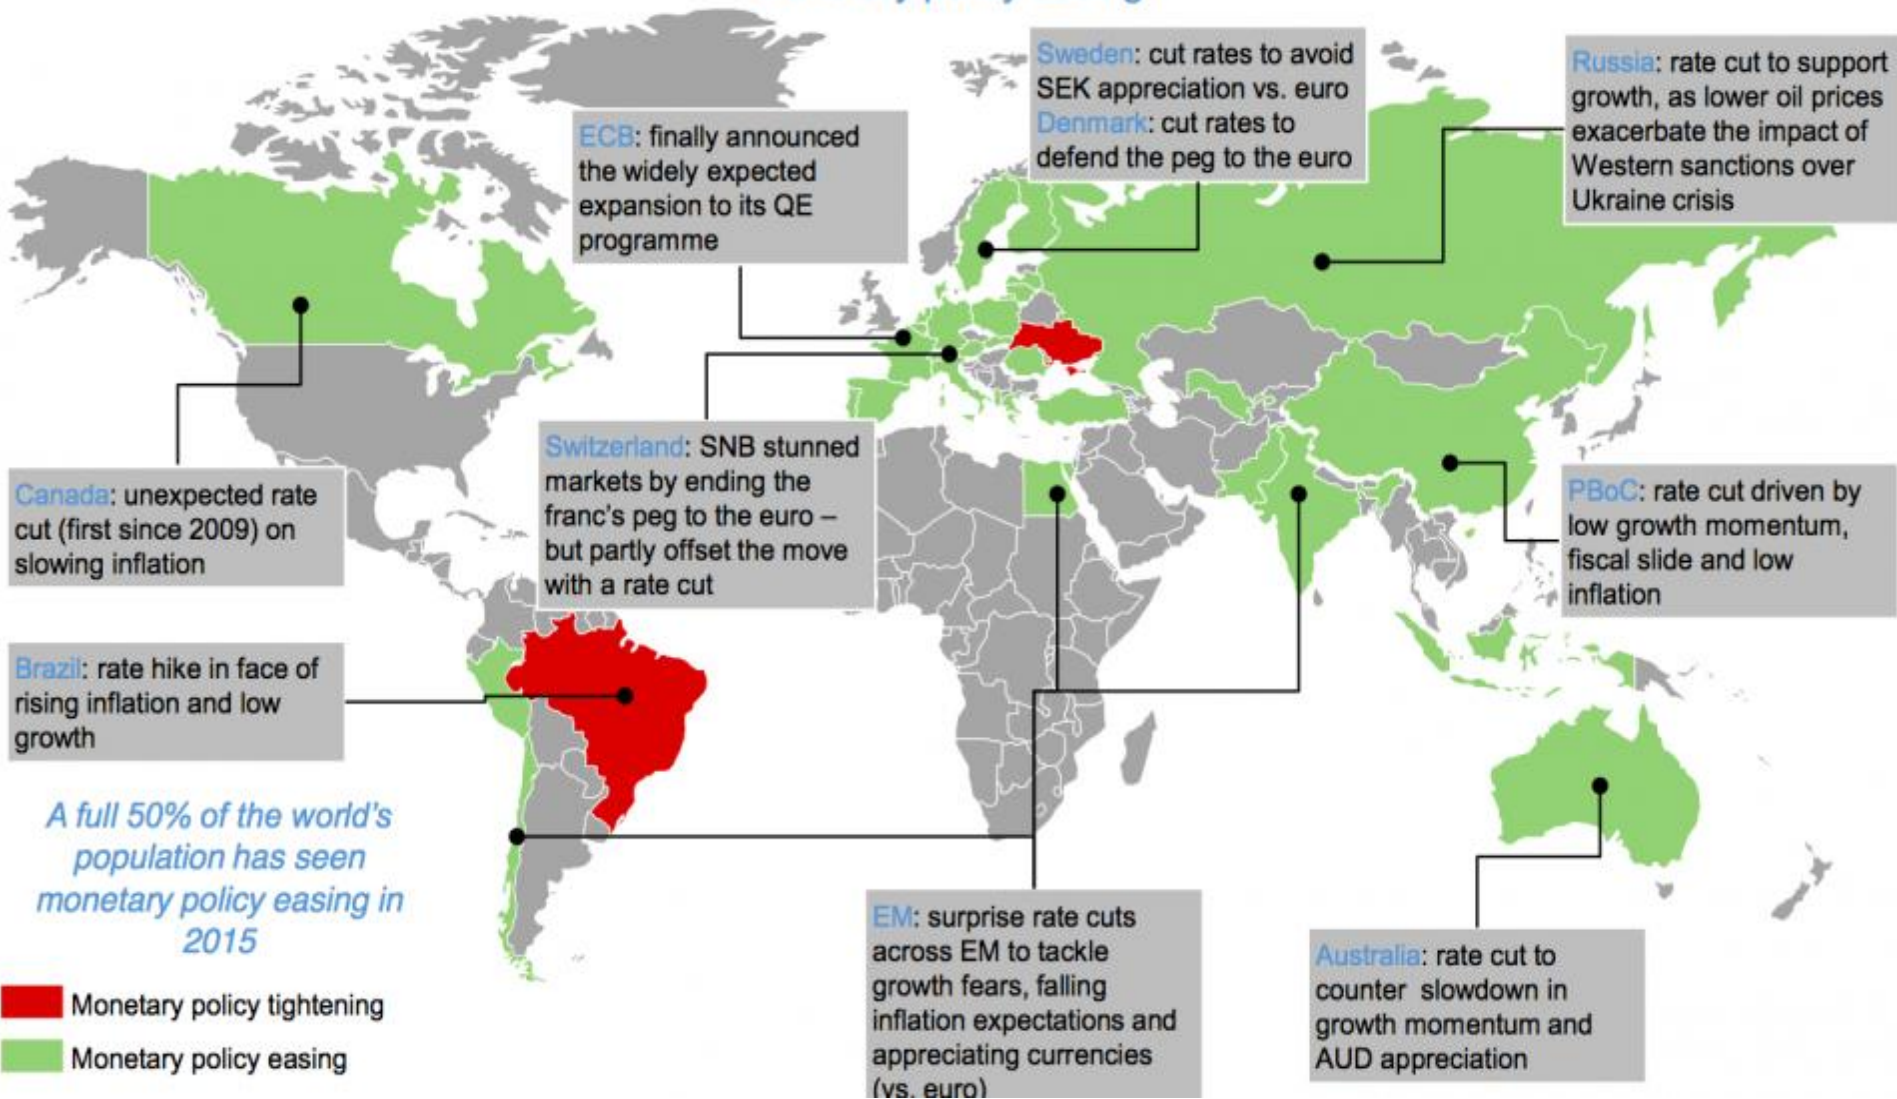 Sweden: cut rates to avoid
SEK appreciation vs. euro
Denmark: cut rates to
defend the peg to the euro
Russia: rate cut to support
growth, as lower oil prices
exacerbate the impact of
Western sanctions over
Ukraine crisis
ECB: finally announced
the widely expected
expansion to its QE
programme
Switzerland: SNB stunned
markets by ending the
franc's peg to the euro –
but partly offset the move
with a rate cut
Canada: unexpected rate
cut (first since 2009) on
slowing inflation
PBoC: rate cut driven by
low growth momentum,
fiscal slide and low
inflation
Brazil: rate hike in face of
rising inflation and low
growth
A full 50% of the world's
population has seen
monetary policy easing in
2015
Monetary policy tightening
Monetary policy easing
EM: surprise rate cuts
across EM to tackle
growth fears, falling
inflation expectations and
appreciating currencies
(vs. euro)
Australia: rate cut to
counter slowdown in
growth momentum and
AUD appreciation